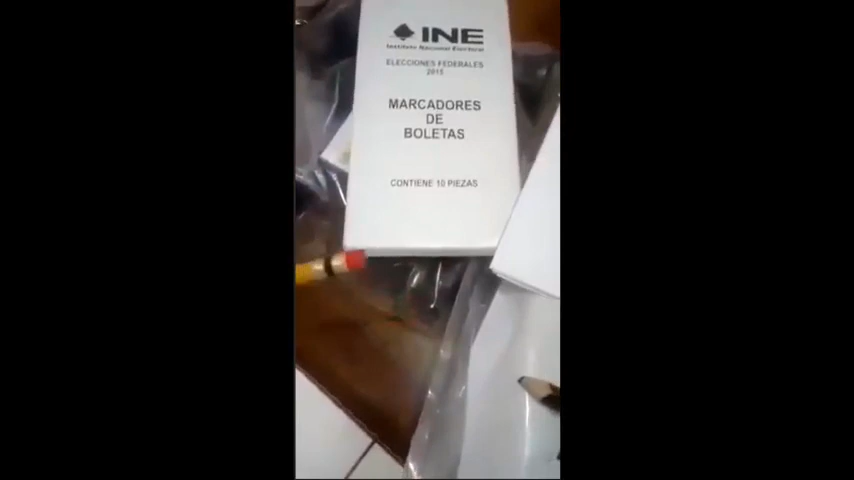 INE
Instituto Nacional Electoral
ELECCIONES FEDERALES
2015
MARCADORES
DE
BOLETAS
CONTIENE 10 PIEZAS